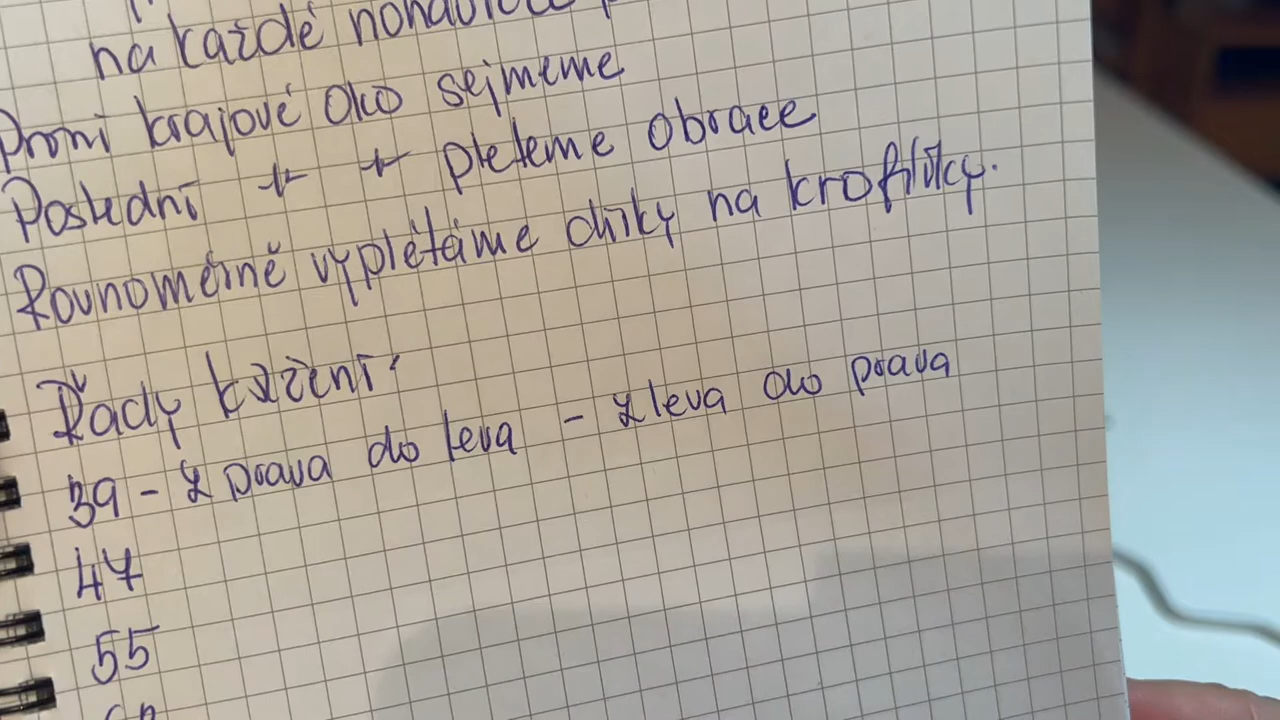 na každé
První krajové oko sejmeme
Poslední -\\- -\\- pleteme obrace
Rovnoměrně vyplétáme dírky na knoflíky.
Řady křížení:
39 - z prava do leva - z leva do prava
47
55